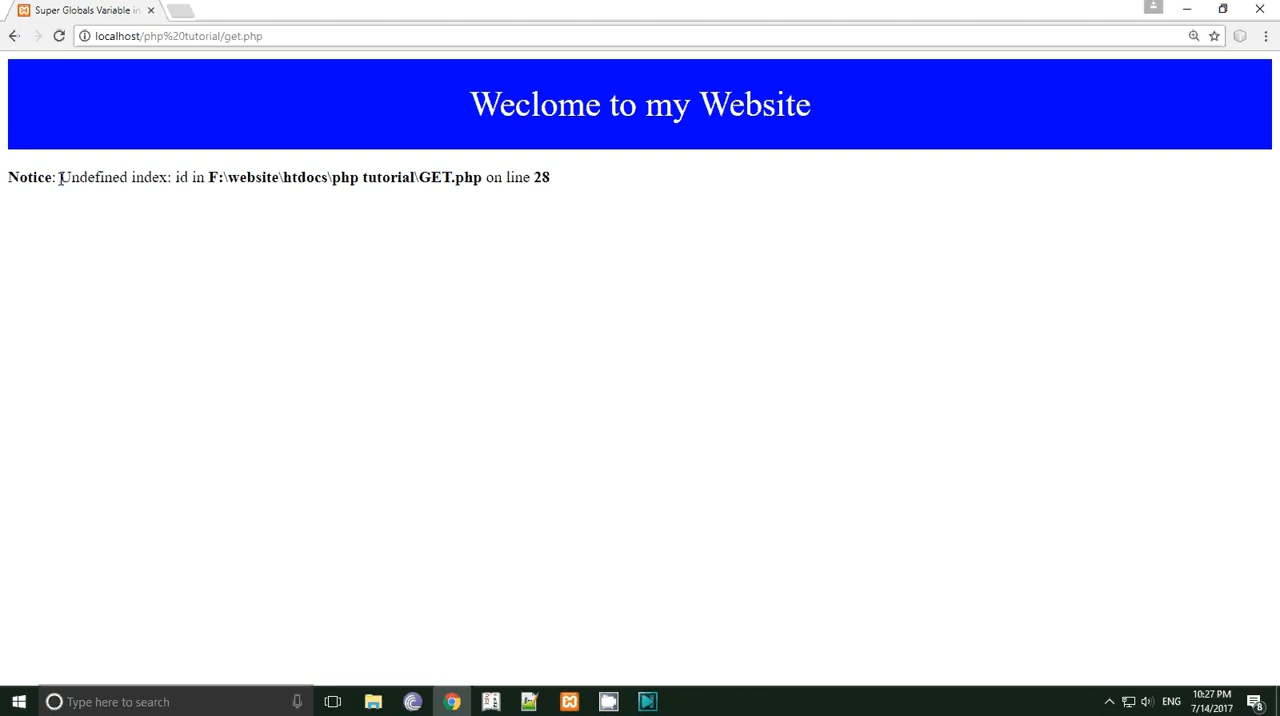 Super Globals Variable in
localhost/php%20tutorial/get.php
Weclome to my Website
Notice: Undefined index: id in F:\website\htdocs\php tutorial\GET.php on line 28
Type here to search
ENG
10:27 PM
7/14/2017
8